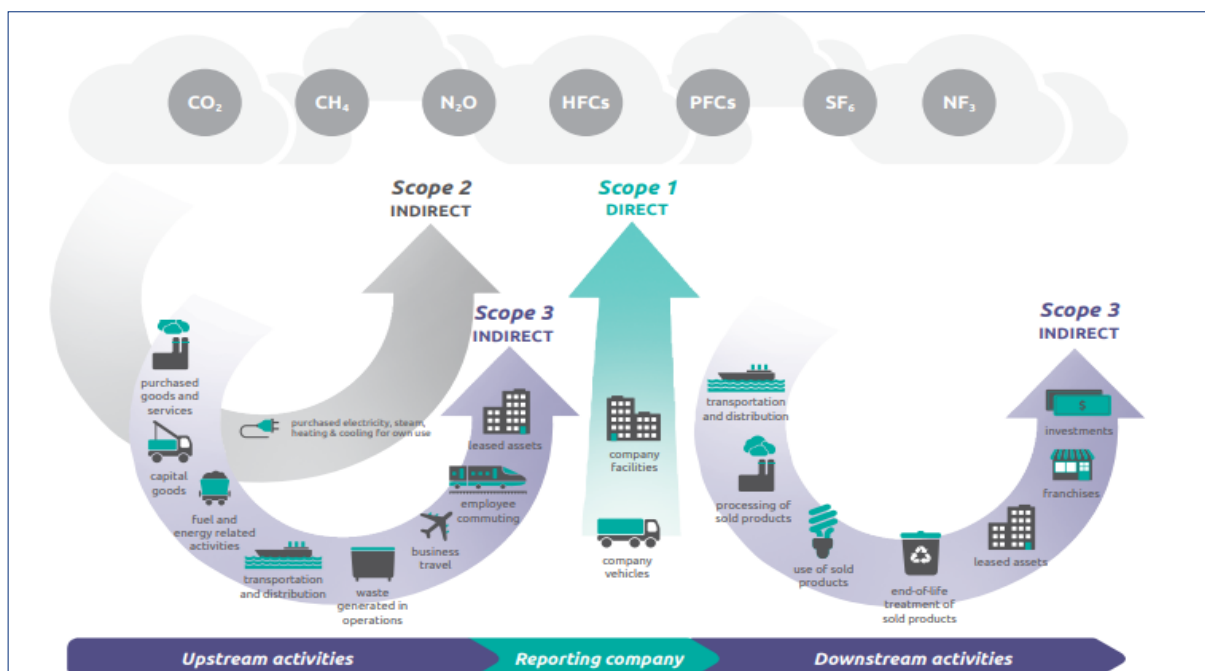 CO₂ CH₄ N₂O HFCs PFCs SF₆ NF₃
Scope 2
INDIRECT
Scope 1
DIRECT
Scope 3
INDIRECT
Scope 3
INDIRECT
purchased
goods and
services
capital
goods
fuel and
energy related
activities
transportation
and distribution
waste
generated in
operations
business
travel
employee
commuting
leased assets
purchased electricity, steam,
heating & cooling for own use
company
facilities
company
vehicles
transportation
and distribution
processing of
sold products
use of sold
products
end-of-life
treatment of
sold products
leased assets
franchises
investments
$
Upstream activities
Reporting company
Downstream activities